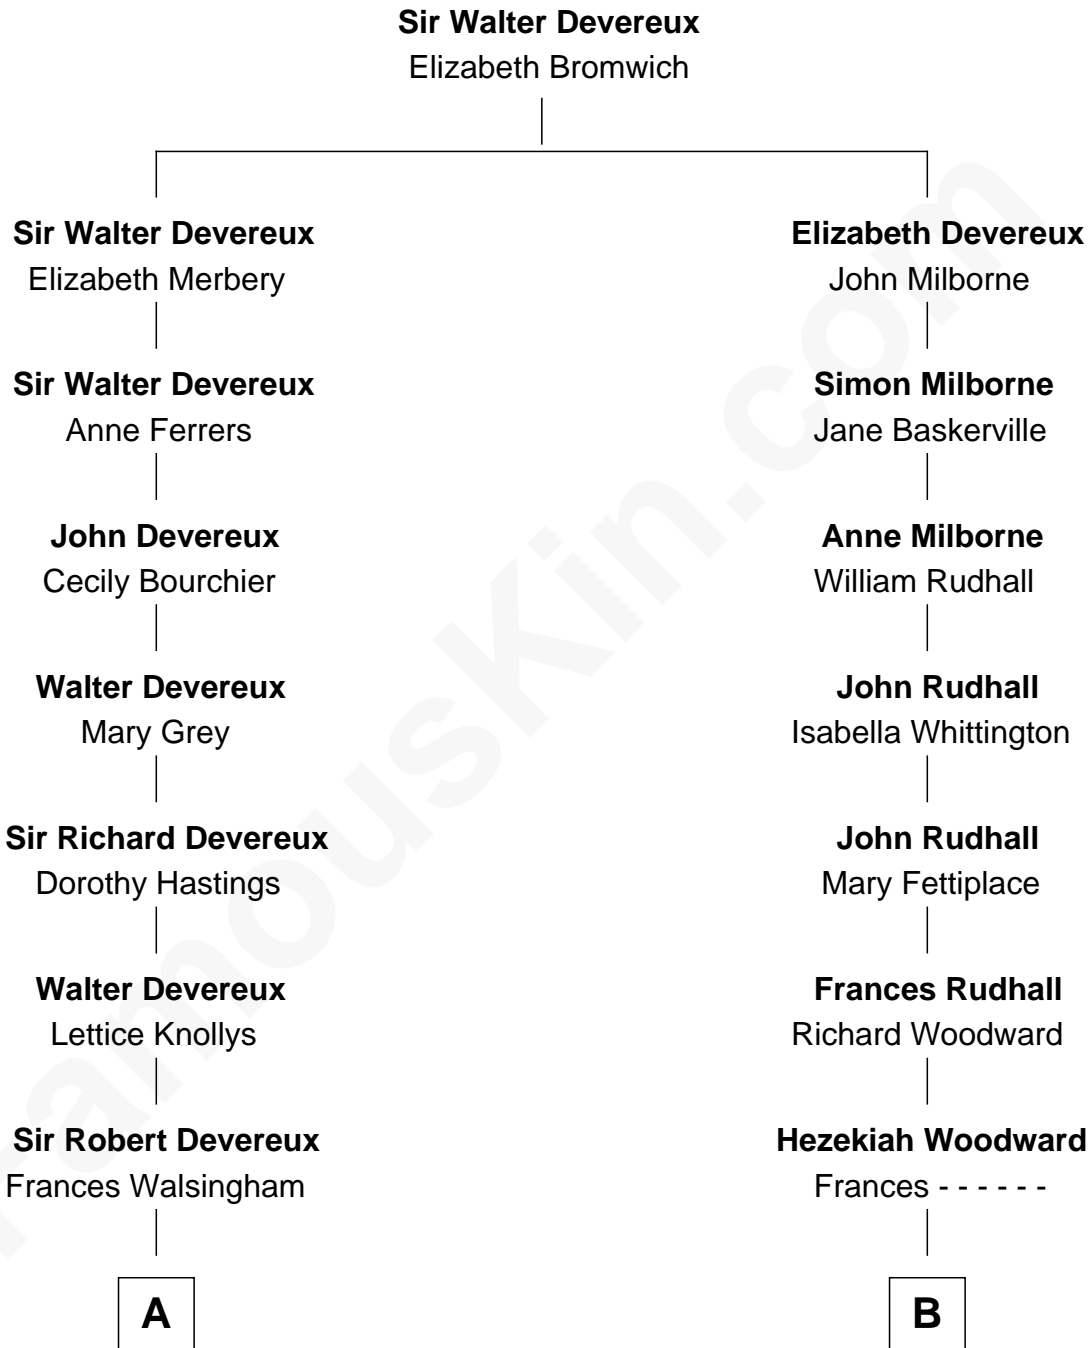 Sir Walter Devereux
Elizabeth Bromwich
Sir Walter Devereux
Elizabeth Merbery
Elizabeth Devereux
John Milborne
Sir Walter Devereux
Anne Ferrers
Simon Milborne
Jane Baskerville
John Devereux
Cecily Bourchier
Anne Milborne
William Rudhall
Walter Devereux
Mary Grey
John Rudhall
Isabella Whittington
Sir Richard Devereux
Dorothy Hastings
John Rudhall
Mary Fettiplace
Walter Devereux
Lettice Knollys
Frances Rudhall
Richard Woodward
Sir Robert Devereux
Frances Walsingham
Hezekiah Woodward
Frances - - - - - -
A
B
FamousKin.com